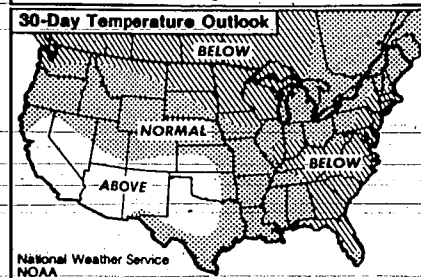 30-Day Temperature Outlook
BELOW
NORMAL
BELOW
ABOVE
National Weather Service
NOAA